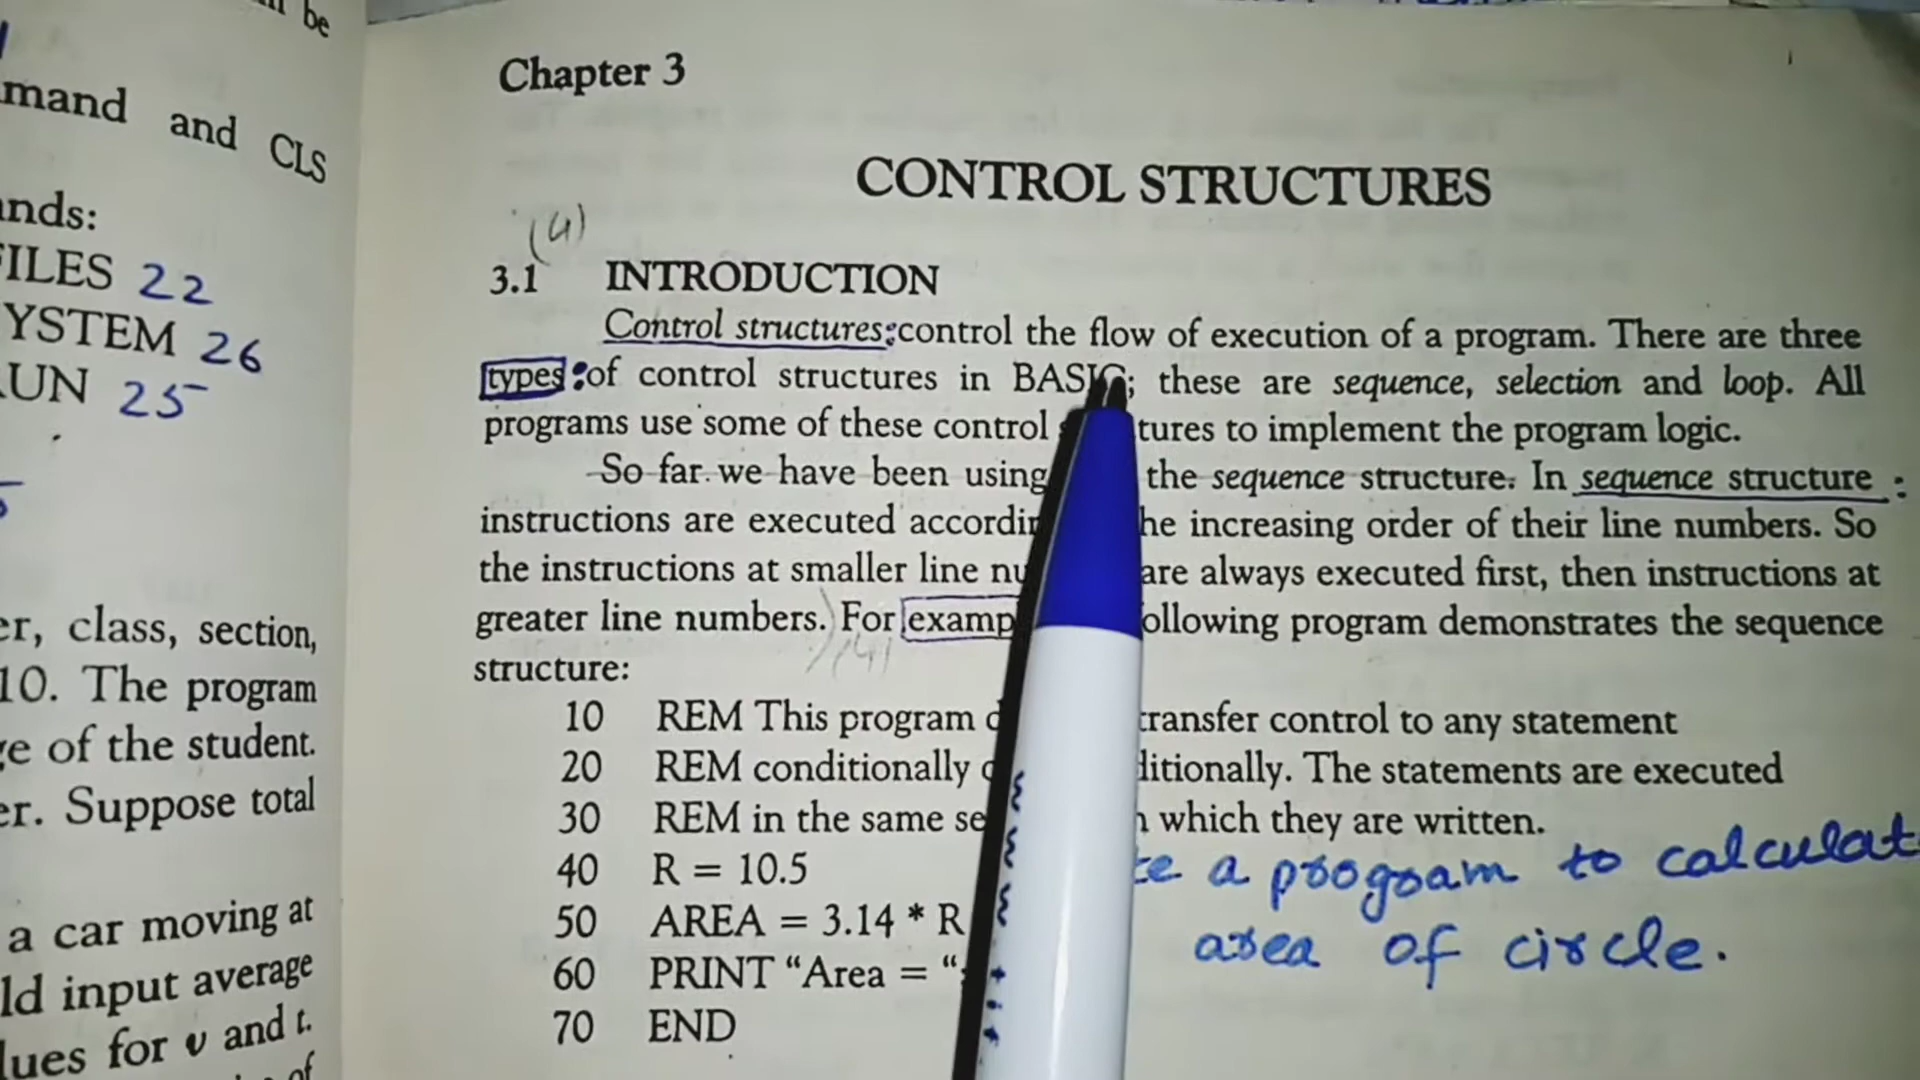 be
mand and CLS
nds:
FILES 22
YSTEM 26
RUN 25
er, class, section,
10. The program
ge of the student.
er. Suppose total
a car moving at
ld input average
lues for v and t.
of
Chapter 3
CONTROL STRUCTURES
(4)
3.1 INTRODUCTION
Control structures: control the flow of execution of a program. There are three
types: of control structures in BASIC; these are sequence, selection and loop. All
programs use some of these control tures to implement the program logic.
So far we have been using the sequence structure. In sequence structure :
instructions are executed accordin he increasing order of their line numbers. So
the instructions at smaller line nu are always executed first, then instructions at
greater line numbers. For examp ollowing program demonstrates the sequence
(4)
structure:
10 REM This program d transfer control to any statement
20 REM conditionally o ditionally. The statements are executed
30 REM in the same se n which they are written.
40 R = 10.5
te a program to calculat
50 AREA = 3.14 * R
area of circle.
60 PRINT "Area = ";
70 END